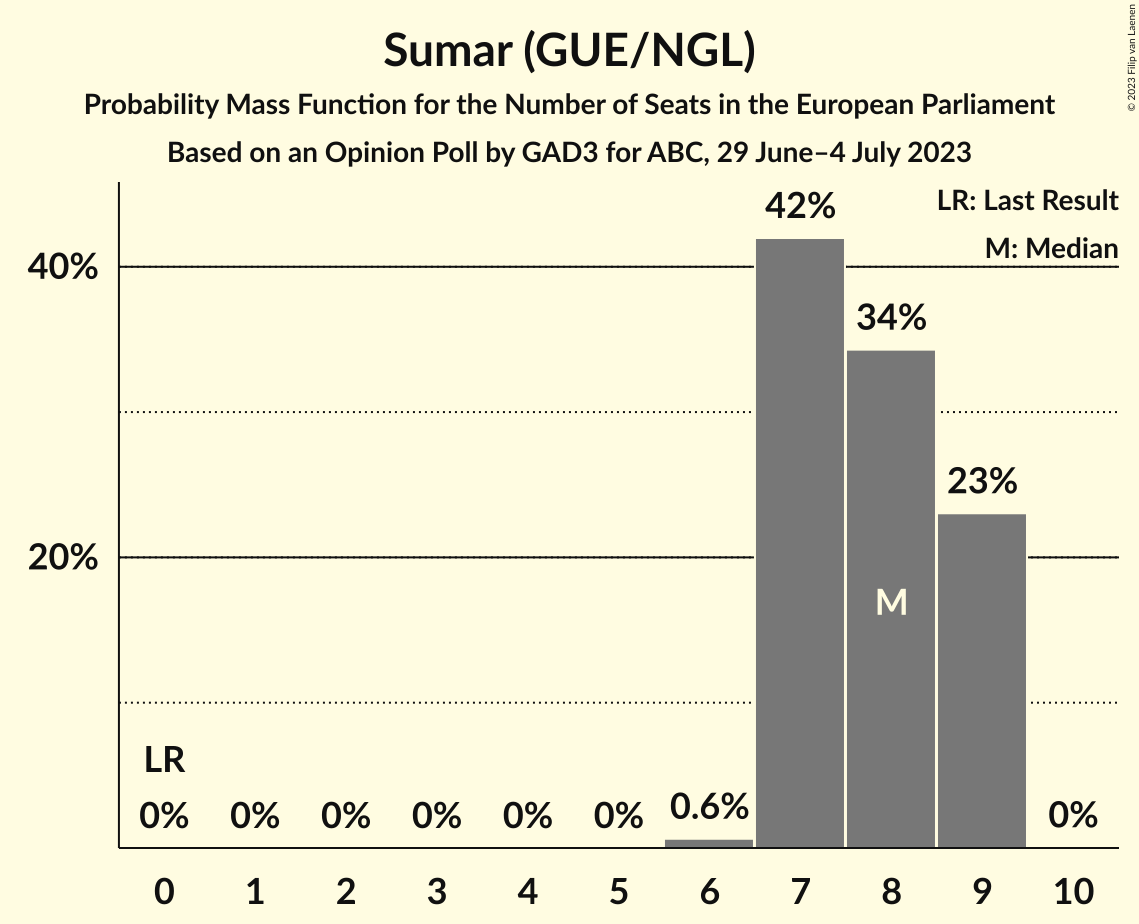 Sumar (GUE/NGL)
Probability Mass Function for the Number of Seats in the European Parliament
Based on an Opinion Poll by GAD3 for ABC, 29 June–4 July 2023
© 2023 Filip van Laenen
LR: Last Result
M: Median
42%
40%
34%
23%
20%
M
LR
0% 0% 0% 0% 0% 0% 0.6% 0%
0 1 2 3 4 5 6 7 8 9 10